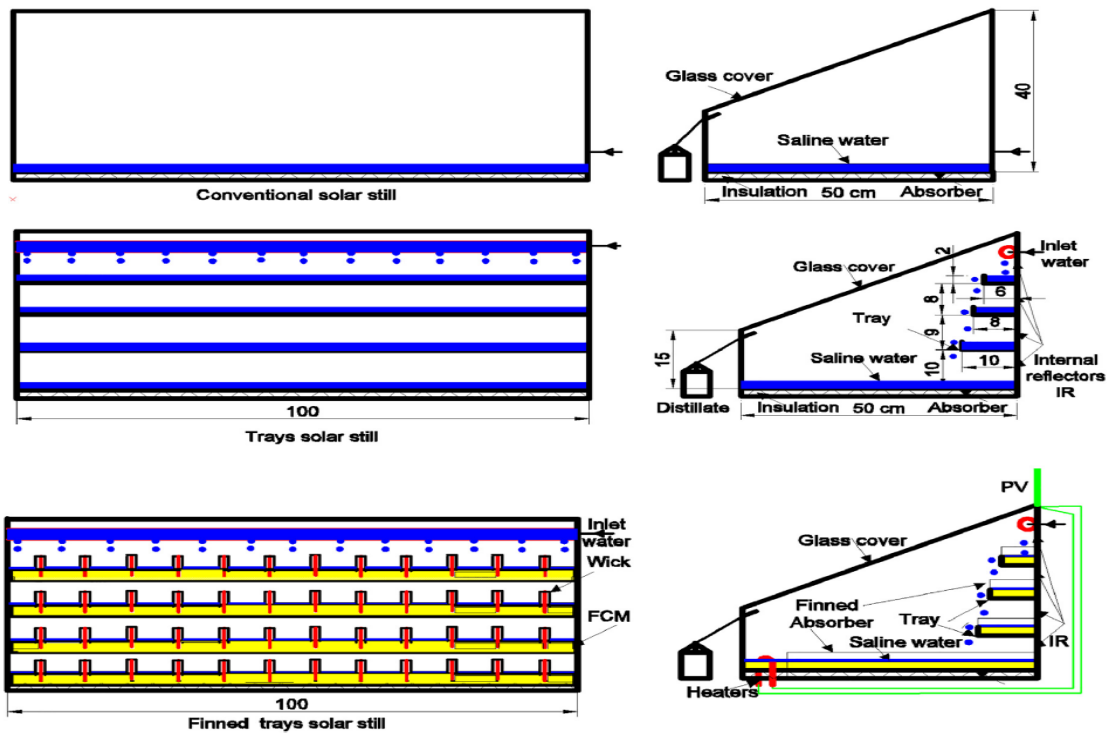 Glass cover
40
Saline water
Conventional solar still
Insulation 50 cm Absorber
Inlet
water
2
Glass cover
6
8
Tray
8
9
15
Saline water
10
10
Internal
reflectors
IR
100
Distillate
Insulation 50 cm Absorber
Trays solar still
PV
Inlet
water
Glass cover
Wick
Finned
Absorber
Tray
FCM
Saline water
IR
Heaters
100
Finned trays solar still